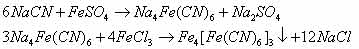 6NaCN + FeSO₄ → Na₄Fe(CN)₆ + Na₂SO₄
3Na₄Fe(CN)₆ + 4FeCl₃ → Fe₄[Fe(CN)₆]₃ ↓ + 12NaCl